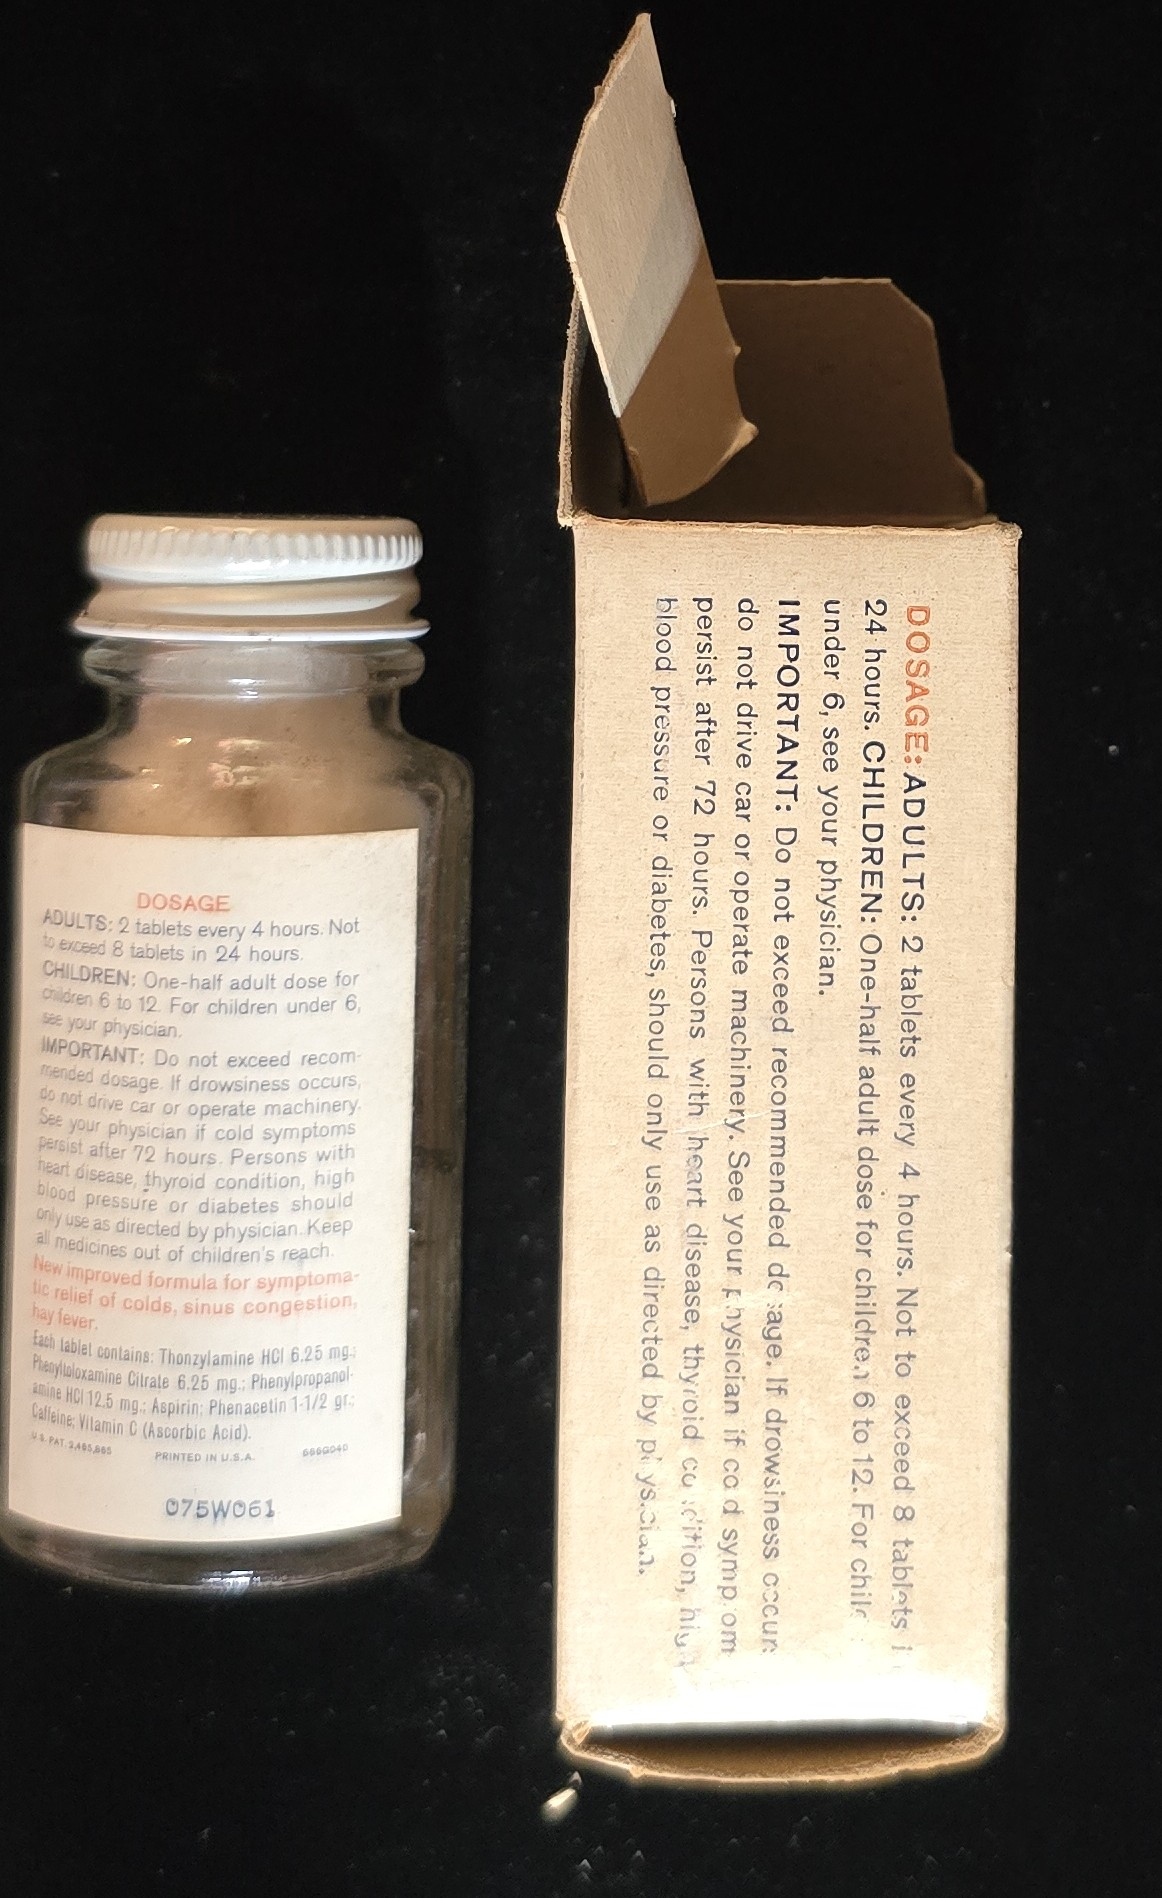 DOSAGE
ADULTS: 2 tablets every 4 hours. Not
to exceed 8 tablets in 24 hours.
CHILDREN: One-half adult dose for
children 6 to 12. For children under 6,
see your physician.
IMPORTANT: Do not exceed recom-
mended dosage. If drowsiness occurs,
do not drive car or operate machinery.
See your physician if cold symptoms
persist after 72 hours. Persons with
heart disease, thyroid condition, high
blood pressure or diabetes should
only use as directed by physician. Keep
all medicines out of children's reach.
New improved formula for symptoma-
tic relief of colds, sinus congestion,
hay fever.
Each tablet contains: Thonzylamine HCl 6.25 mg.;
Phenyltoloxamine Citrate 6.25 mg.; Phenylpropanol-
amine HCl 12.5 mg.; Aspirin; Phenacetin 1-1/2 gr.;
Caffeine; Vitamin C (Ascorbic Acid).
U.S. PAT. 2,465,865 PRINTED IN U.S.A. 666G040
075W061
DOSAGE: ADULTS: 2 tablets every 4 hours. Not to exceed 8 tablets
24 hours. CHILDREN: One-half adult dose for children 6 to 12. For
under 6, see your physician.
IMPORTANT: Do not exceed recommended dosage. If drowsiness occur
do not drive car or operate machinery. See your physician if cold symptom
persist after 72 hours. Persons with heart disease, thyroid condition, high
blood pressure or diabetes, should only use as directed by physician.